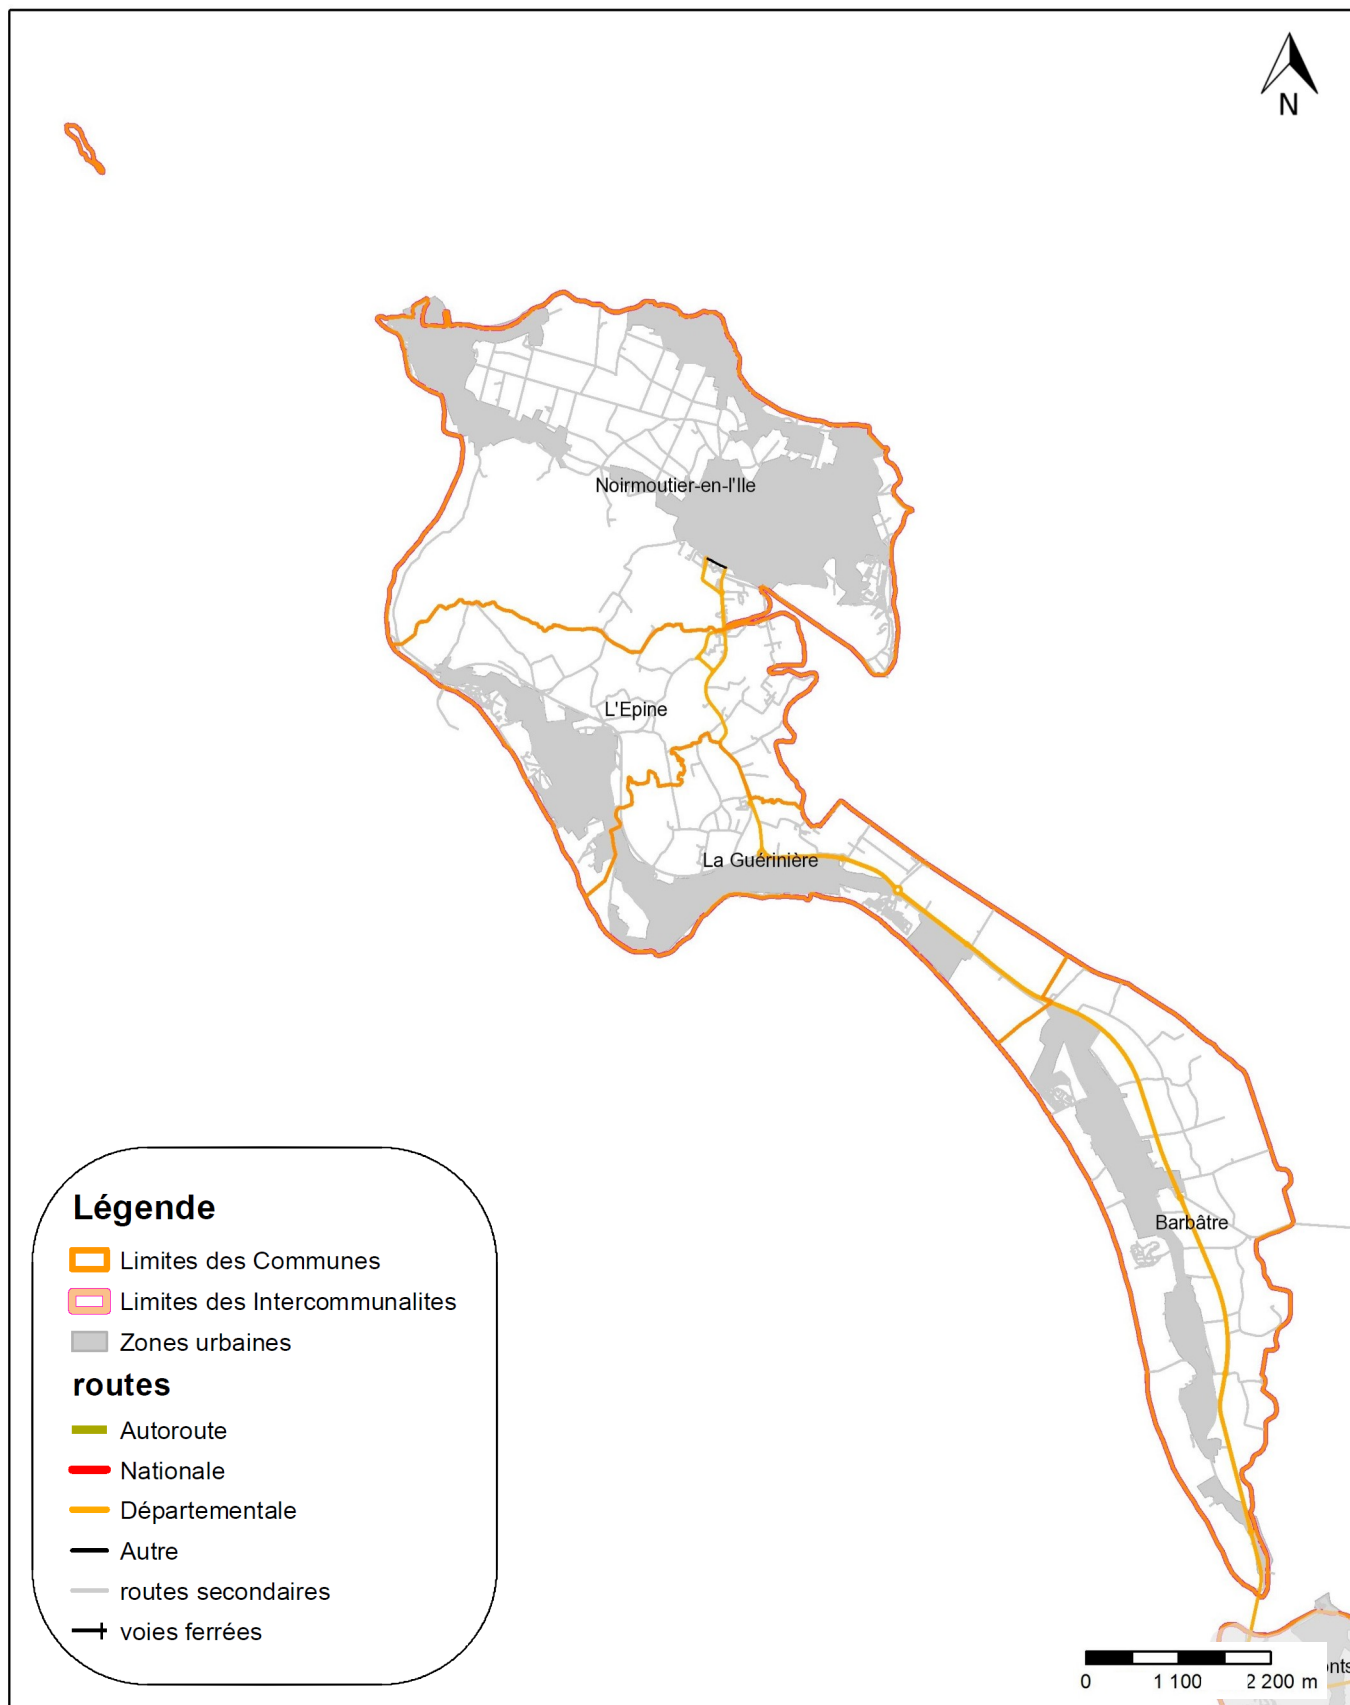 N
Noirmoutier-en-l'Ile
L'Epine
La Guérinière
Barbâtre
Légende
Limites des Communes
Limites des Intercommunalites
Zones urbaines
routes
Autoroute
Nationale
Départementale
Autre
routes secondaires
voies ferrées
0 1 100 2 200 m